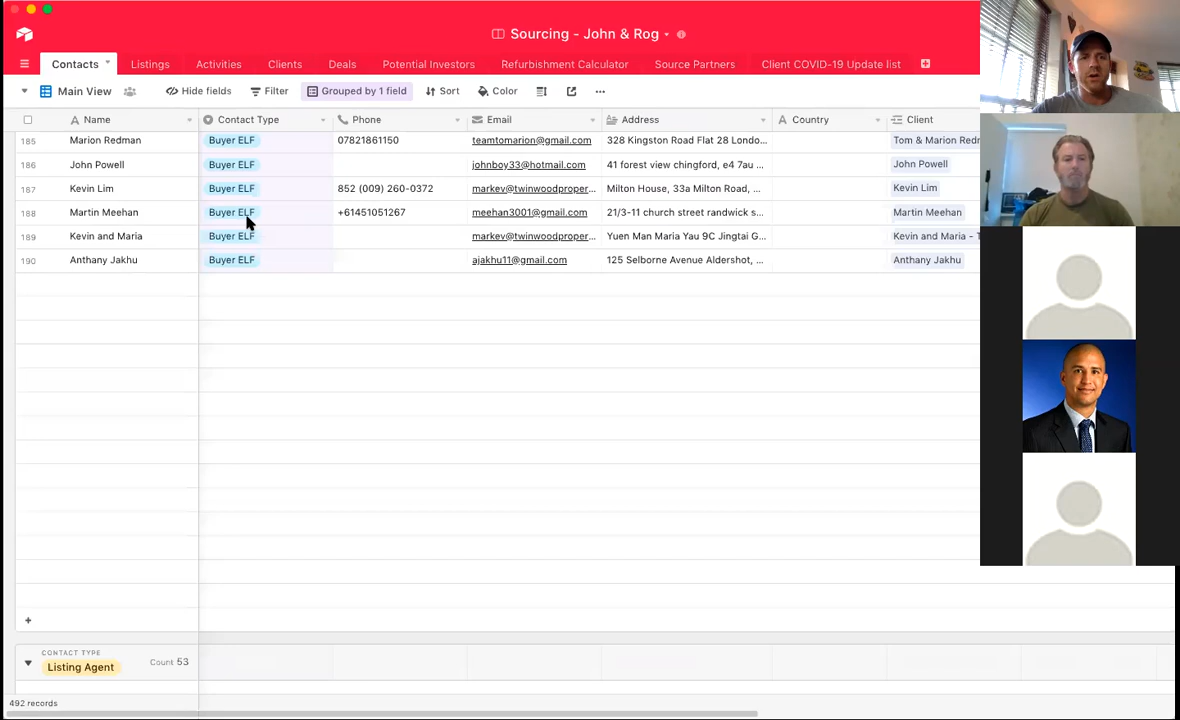 Sourcing - John & Rog
Contacts Listings Activities Clients Deals Potential Investors Refurbishment Calculator Source Partners Client COVID-19 Update list
Main View Hide fields Filter Grouped by 1 field Sort Color
Name Contact Type Phone Email Address Country Client
185 Marion Redman Buyer ELF 07821861150 teamtomarion@gmail.com 328 Kingston Road Flat 28 Londo... Tom & Marion Redr
186 John Powell Buyer ELF johnboy33@hotmail.com 41 forest view chingford, e4 7au ... John Powell
187 Kevin Lim Buyer ELF 852 (009) 260-0372 markev@twinwoodproper... Milton House, 33a Milton Road, ... Kevin Lim
188 Martin Meehan Buyer ELF +61451051267 meehan3001@gmail.com 21/3-11 church street randwick s... Martin Meehan
189 Kevin and Maria Buyer ELF markev@twinwoodproper... Yuen Man Maria Yau 9C Jingtai G... Kevin and Maria - T
190 Anthany Jakhu Buyer ELF ajakhu11@gmail.com 125 Selborne Avenue Aldershot, ... Anthany Jakhu
+
CONTACT TYPE
Listing Agent Count 53
492 records